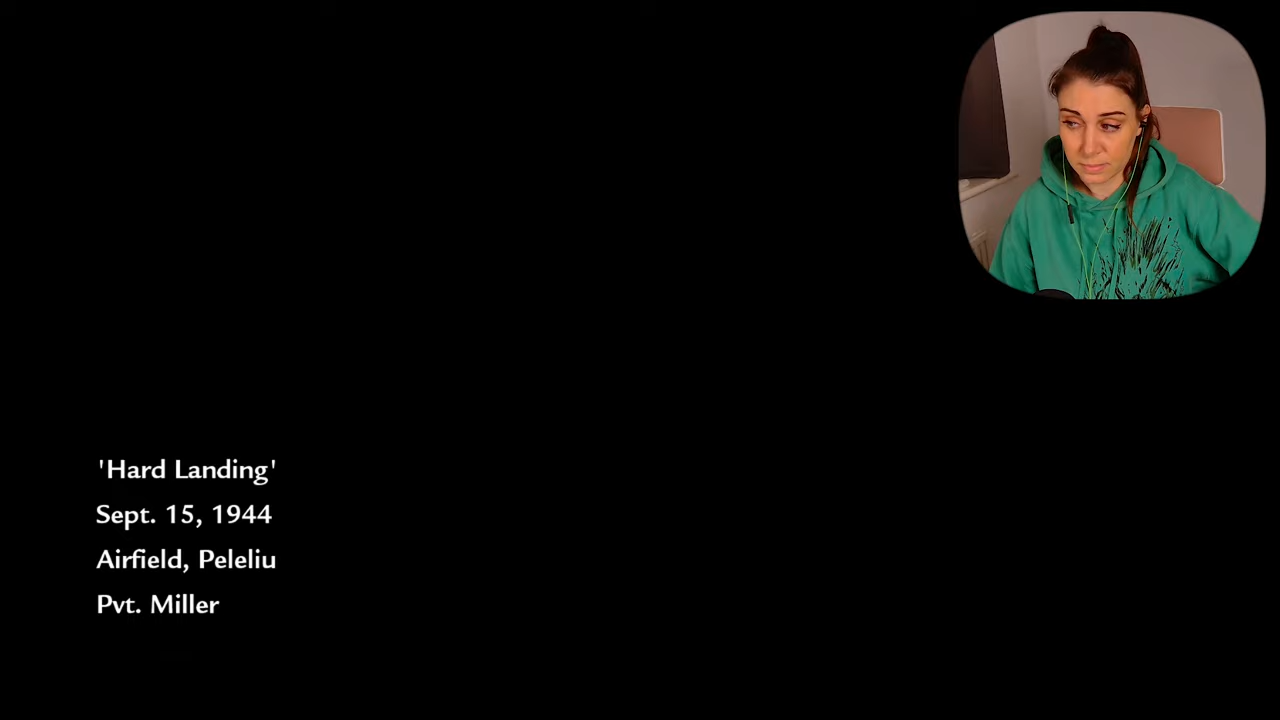 'Hard Landing'
Sept. 15, 1944
Airfield, Peleliu
Pvt. Miller